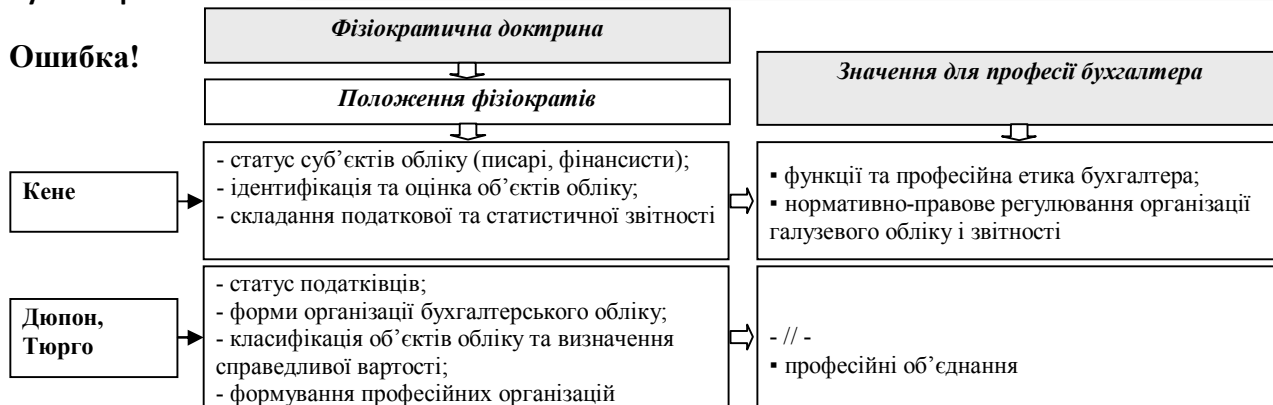 Ошибка!
Фізіократична доктрина
Положення фізіократів
Значення для професії бухгалтера
Кене
- статус суб’єктів обліку (писарі, фінансисти);
- ідентифікація та оцінка об’єктів обліку;
- складання податкової та статистичної звітності
▪ функції та професійна етика бухгалтера;
▪ нормативно-правове регулювання організації
галузевого обліку і звітності
Дюпон,
Тюрго
- статус податківців;
- форми організації бухгалтерського обліку;
- класифікація об’єктів обліку та визначення
справедливої вартості;
- формування професійних організацій
- // -
▪ професійні об’єднання